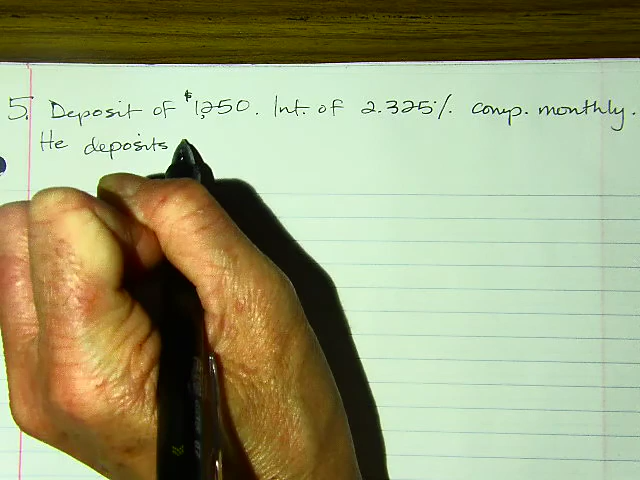 5. Deposit of $1,250. Int. of 2.325% comp. monthly.
He deposits